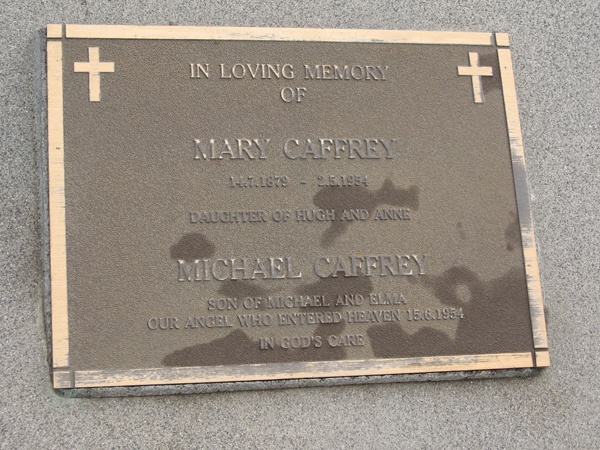 IN LOVING MEMORY
OF
MARY CAFFREY
14.7.1879 - 2.5.1954
DAUGHTER OF HUGH AND ANNE
MICHAEL CAFFREY
SON OF MICHAEL AND ELMA
OUR ANGEL WHO ENTERED HEAVEN 15.6.1954
IN GOD'S CARE